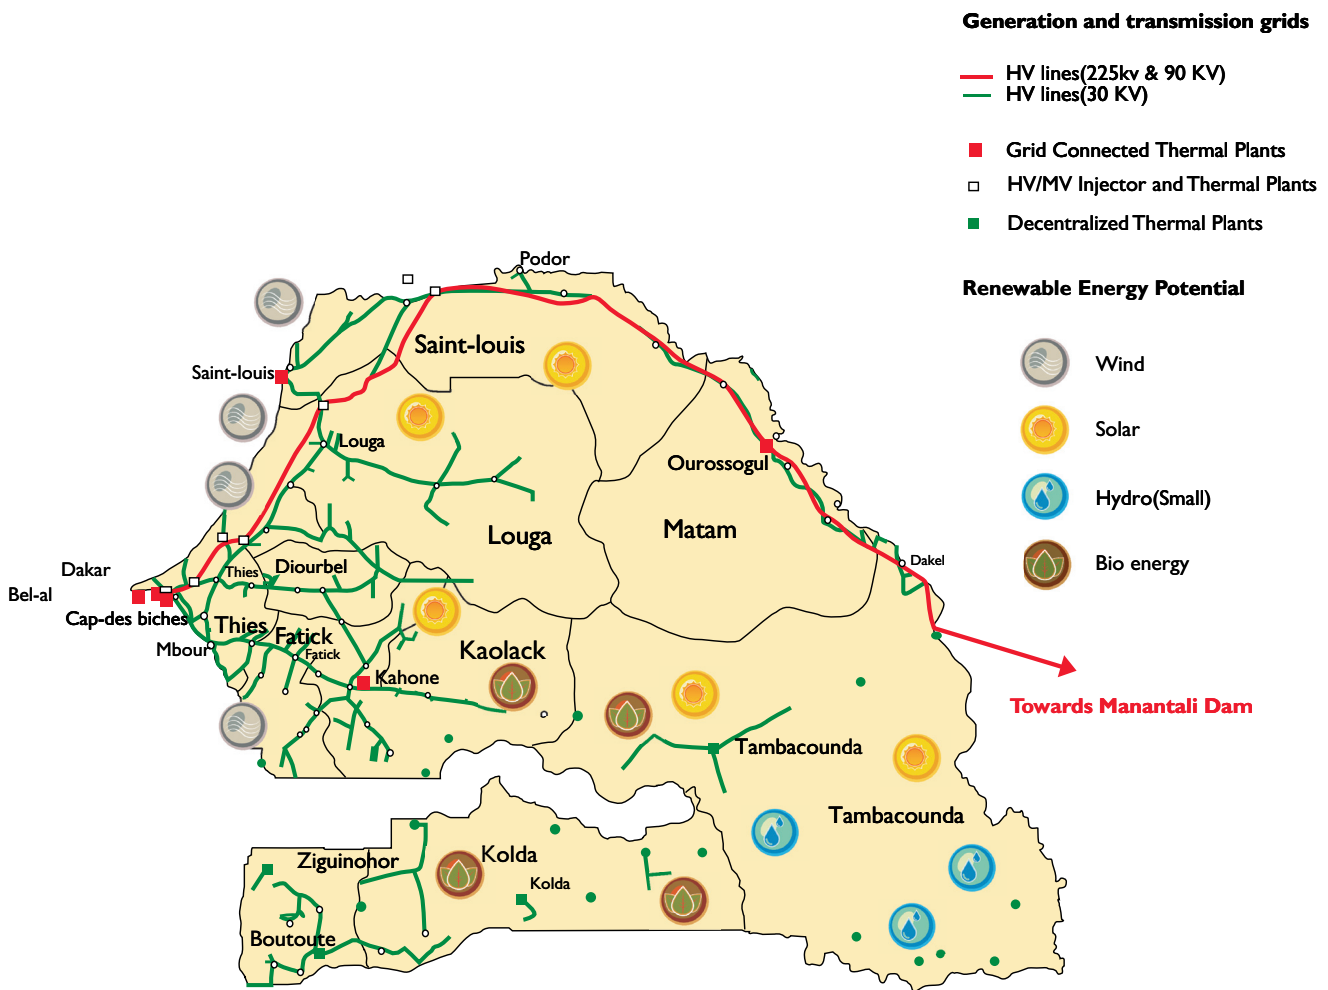 Generation and transmission grids
HV lines(225kv & 90 KV)
HV lines(30 KV)
Grid Connected Thermal Plants
HV/MV Injector and Thermal Plants
Decentralized Thermal Plants
Renewable Energy Potential
Wind
Solar
Hydro(Small)
Bio energy
Podor
Saint-louis
Saint-louis
Louga
Ourossogul
Louga
Matam
Dakar
Thies
Diourbel
Dakel
Bel-al
Cap-des biches
Thies
Fatick
Mbour
Fatick
Kaolack
Kahone
Towards Manantali Dam
Tambacounda
Tambacounda
Ziguinohor
Kolda
Kolda
Boutoute